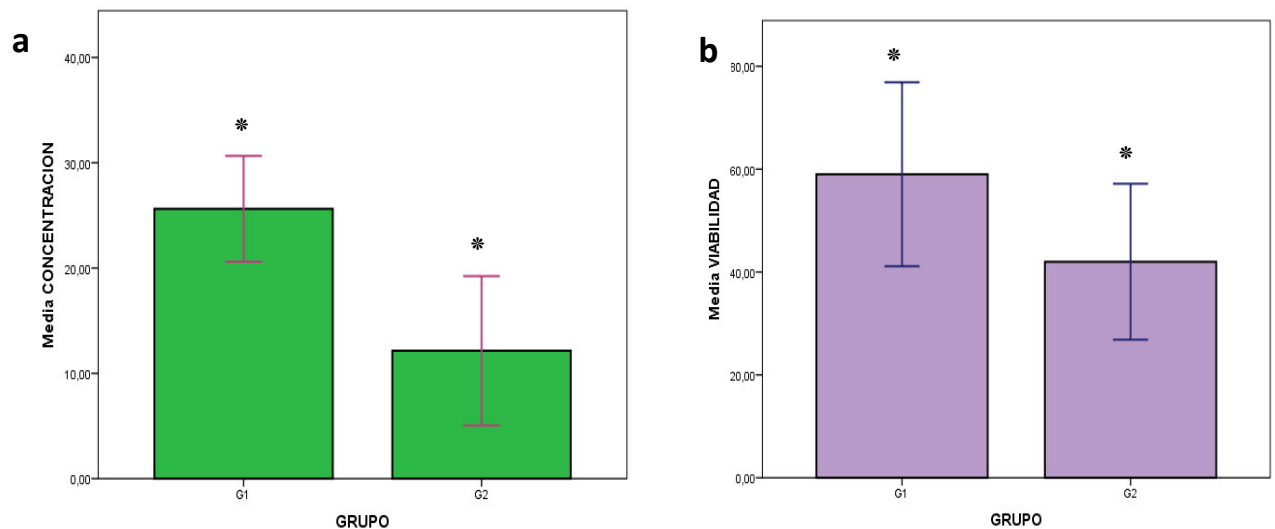 a
40,00
30,00
20,00
10,00
0,00
Media CONCENTRACION
*
*
G1
G2
GRUPO
b
80,00
60,00
40,00
20,00
0,00
Media VIABILIDAD
*
*
G1
G2
GRUPO